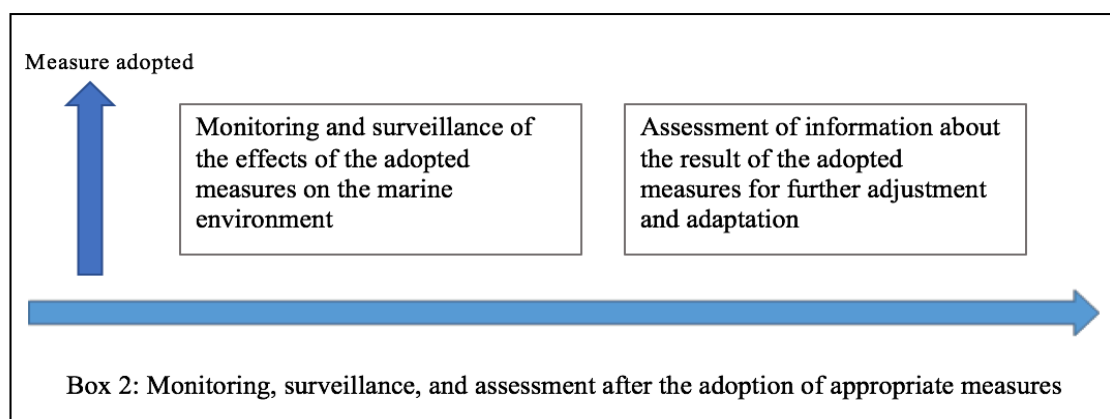 Measure adopted
Monitoring and surveillance of
the effects of the adopted
measures on the marine
environment
Assessment of information about
the result of the adopted
measures for further adjustment
and adaptation
Box 2: Monitoring, surveillance, and assessment after the adoption of appropriate measures